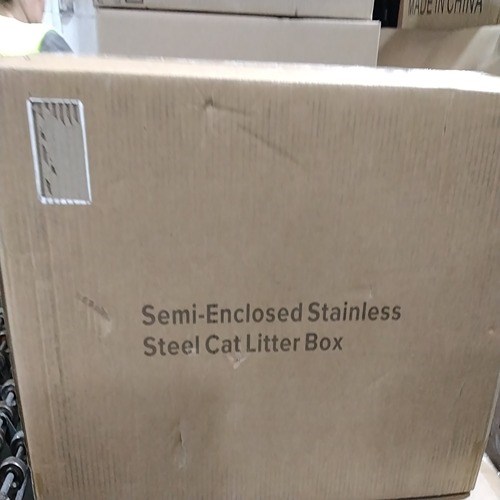 MADE IN CHINA
Semi-Enclosed Stainless
Steel Cat Litter Box